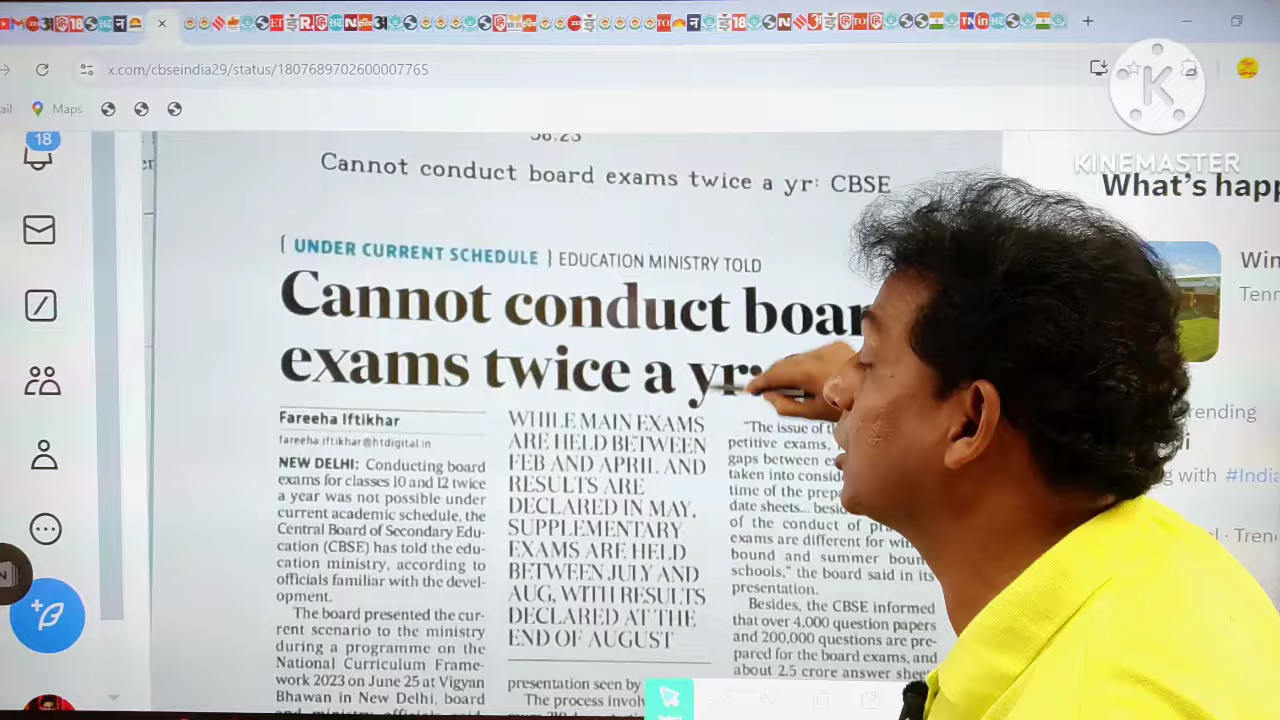 x.com/cbseindia29/status/1807689702600007765
Maps
18
KINEMASTER
What's happ
Cannot conduct board exams twice a yr: CBSE
{ UNDER CURRENT SCHEDULE } EDUCATION MINISTRY TOLD
Cannot conduct boar
exams twice a yr:
Fareeha Iftikhar
fareeha.iftikhar@htdigital.in
NEW DELHI: Conducting board
exams for classes 10 and 12 twice
a year was not possible under
current academic schedule, the
Central Board of Secondary Edu-
cation (CBSE) has told the edu-
cation ministry, according to
officials familiar with the devel-
opment.
The board presented the cur-
rent scenario to the ministry
during a programme on the
National Curriculum Frame-
work 2023 on June 25 at Vigyan
Bhawan in New Delhi, board
WHILE MAIN EXAMS
ARE HELD BETWEEN
FEB AND APRIL AND
RESULTS ARE
DECLARED IN MAY,
SUPPLEMENTARY
EXAMS ARE HELD
BETWEEN JULY AND
AUG, WITH RESULTS
DECLARED AT THE
END OF AUGUST
presentation seen by
The process involv
"The issue of th
petitive exams,
gaps between e
taken into consid
time of the prep
date sheets... besi
of the conduct of pr
exams are different for win
bound and summer boun
schools," the board said in its
presentation.
Besides, the CBSE informed
that over 4,000 question papers
and 200,000 questions are pre-
pared for the board exams, and
about 2.5 crore answer shee
Win
Tenn
rending
g with #India
Tren